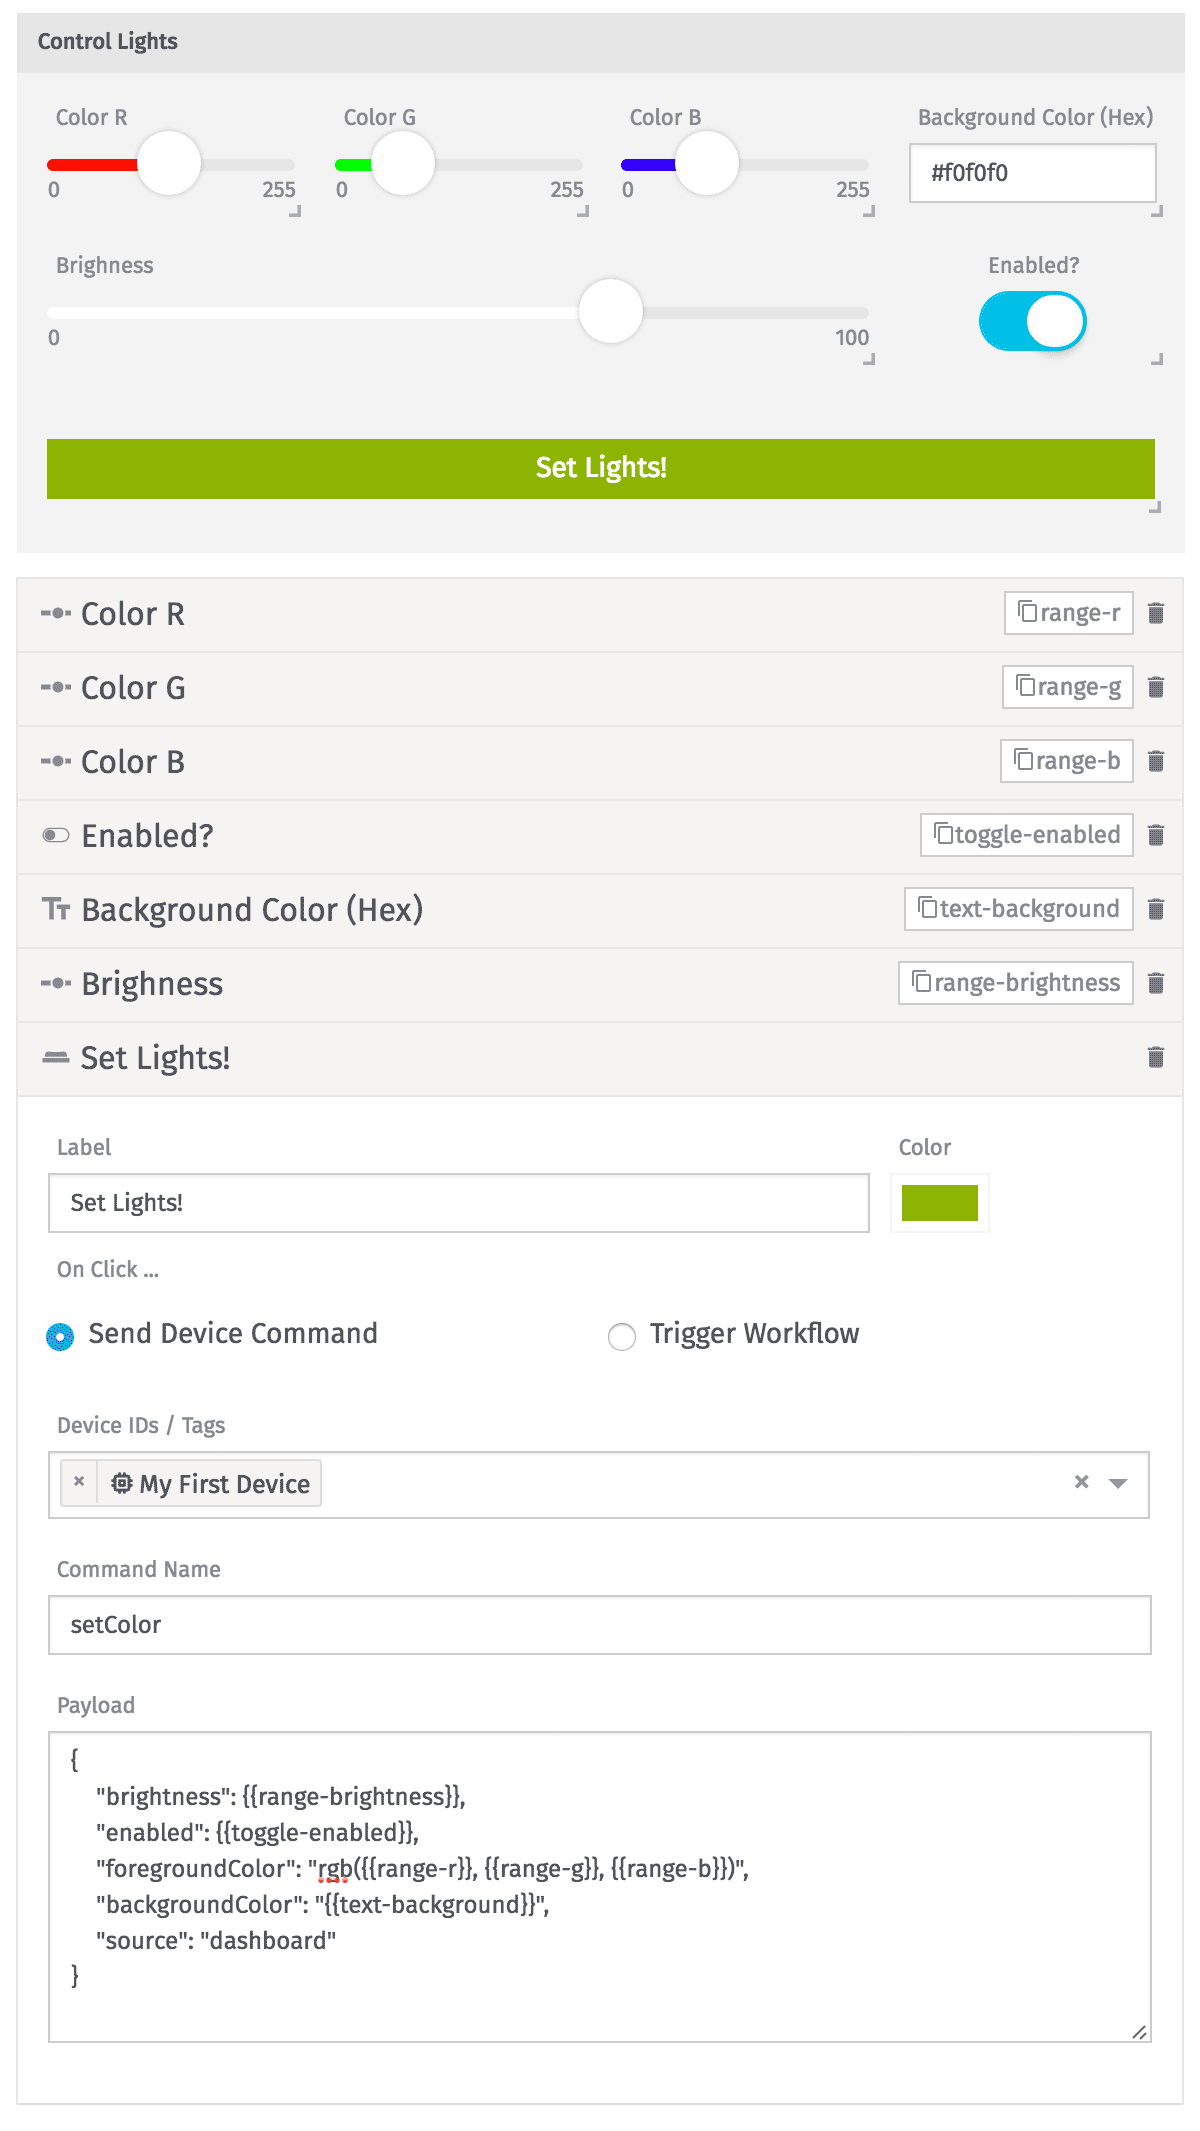 Control Lights
Color R Color G Color B Background Color (Hex)
#f0f0f0
0 255 0 255 0 255
Brighness Enabled?
0 100
Set Lights!
Color R range-r
Color G range-g
Color B range-b
Enabled? toggle-enabled
Background Color (Hex) text-background
Brighness range-brightness
Set Lights!
Label Color
Set Lights!
On Click ...
Send Device Command Trigger Workflow
Device IDs / Tags
× My First Device ×
Command Name
setColor
Payload
{
"brightness": {{range-brightness}},
"enabled": {{toggle-enabled}},
"foregroundColor": "rgb({{range-r}}, {{range-g}}, {{range-b}})",
"backgroundColor": "{{text-background}}",
"source": "dashboard"
}